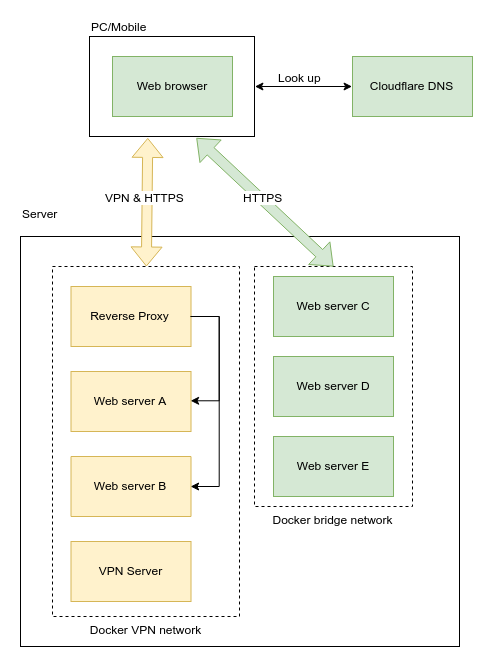 PC/Mobile
Web browser
Look up
Cloudflare DNS
VPN & HTTPS
HTTPS
Server
Reverse Proxy
Web server A
Web server B
VPN Server
Docker VPN network
Web server C
Web server D
Web server E
Docker bridge network